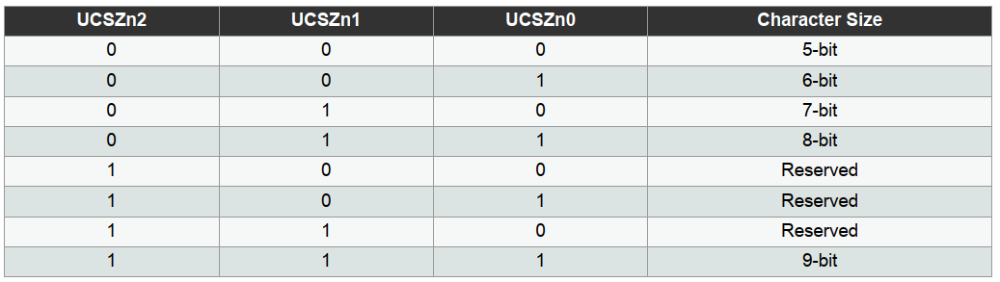 UCSZn2 UCSZn1 UCSZn0 Character Size
0 0 0 5-bit
0 0 1 6-bit
0 1 0 7-bit
0 1 1 8-bit
1 0 0 Reserved
1 0 1 Reserved
1 1 0 Reserved
1 1 1 9-bit